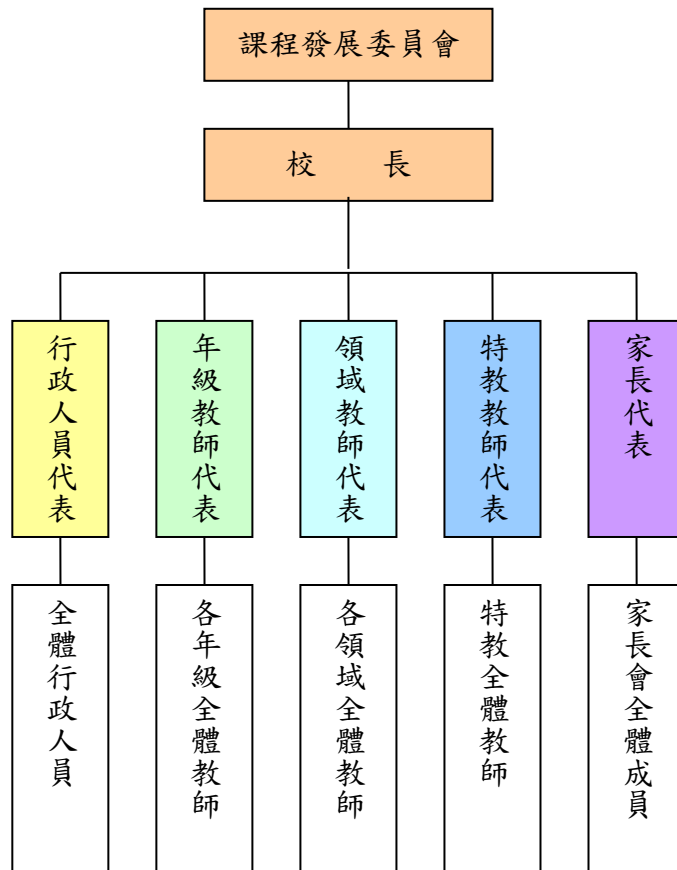 課程發展委員會
校 長
行政人員代表
年級教師代表
領域教師代表
特教教師代表
家長代表
全體行政人員
各年級全體教師
各領域全體教師
特教全體教師
家長會全體成員